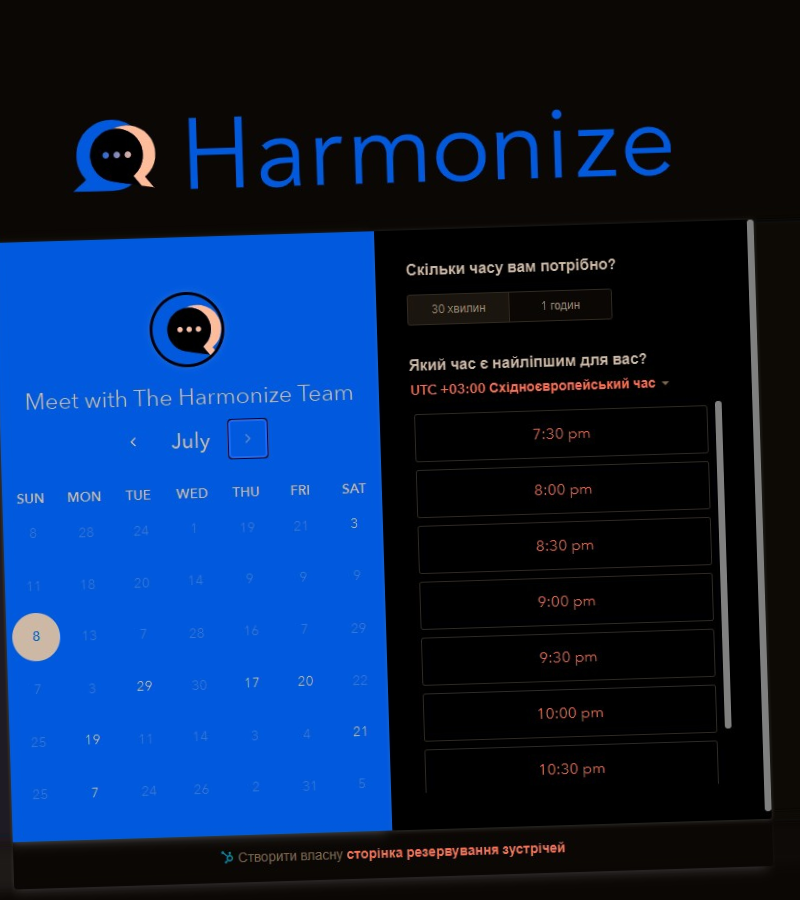 Harmonize
Meet with The Harmonize Team
July
SUN MON TUE WED THU FRI SAT
8 28 24 1 19 21 3
11 18 20 14 9 9 9
8 13 7 28 16 7 29
7 3 29 30 17 20 22
25 19 11 14 3 4 21
25 7 24 26 2 31 5
Скільки часу вам потрібно?
30 хвилин 1 годин
Який час є найліпшим для вас?
UTC +03:00 Східноєвропейський час
7:30 pm
8:00 pm
8:30 pm
9:00 pm
9:30 pm
10:00 pm
10:30 pm
Створити власну сторінка резервування зустрічей